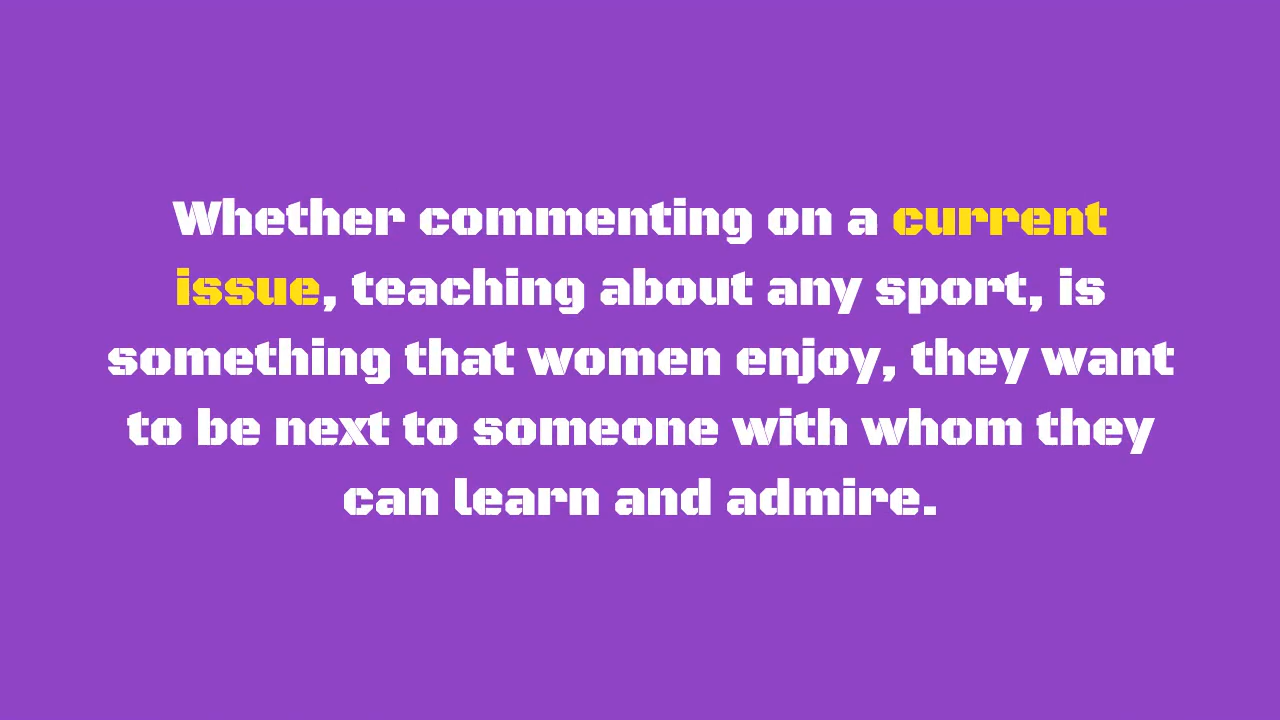 Whether commenting on a current
issue, teaching about any sport, is
something that women enjoy, they want
to be next to someone with whom they
can learn and admire.